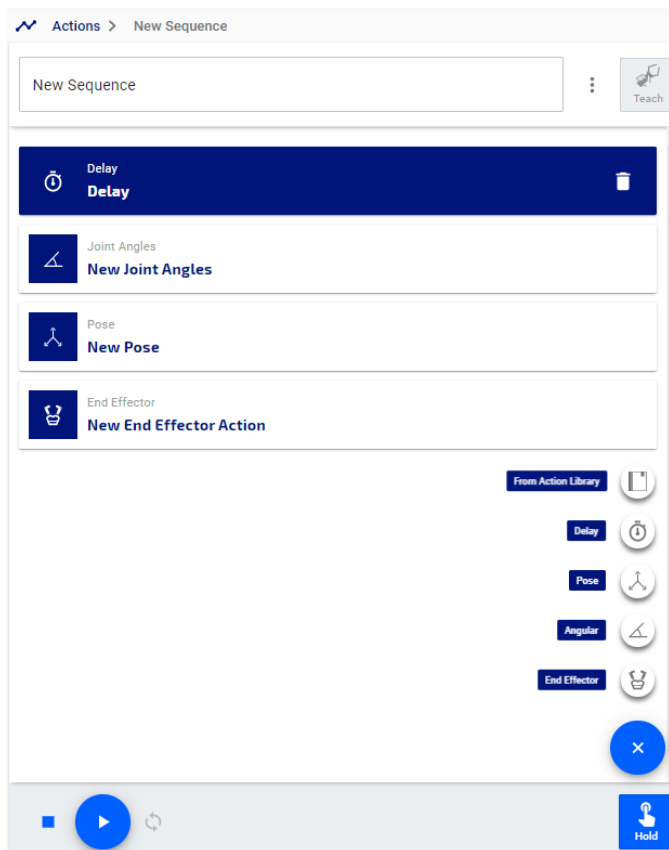 Actions > New Sequence
New Sequence
Teach
Delay
Delay
Joint Angles
New Joint Angles
Pose
New Pose
End Effector
New End Effector Action
From Action Library
Delay
Pose
Angular
End Effector
Hold